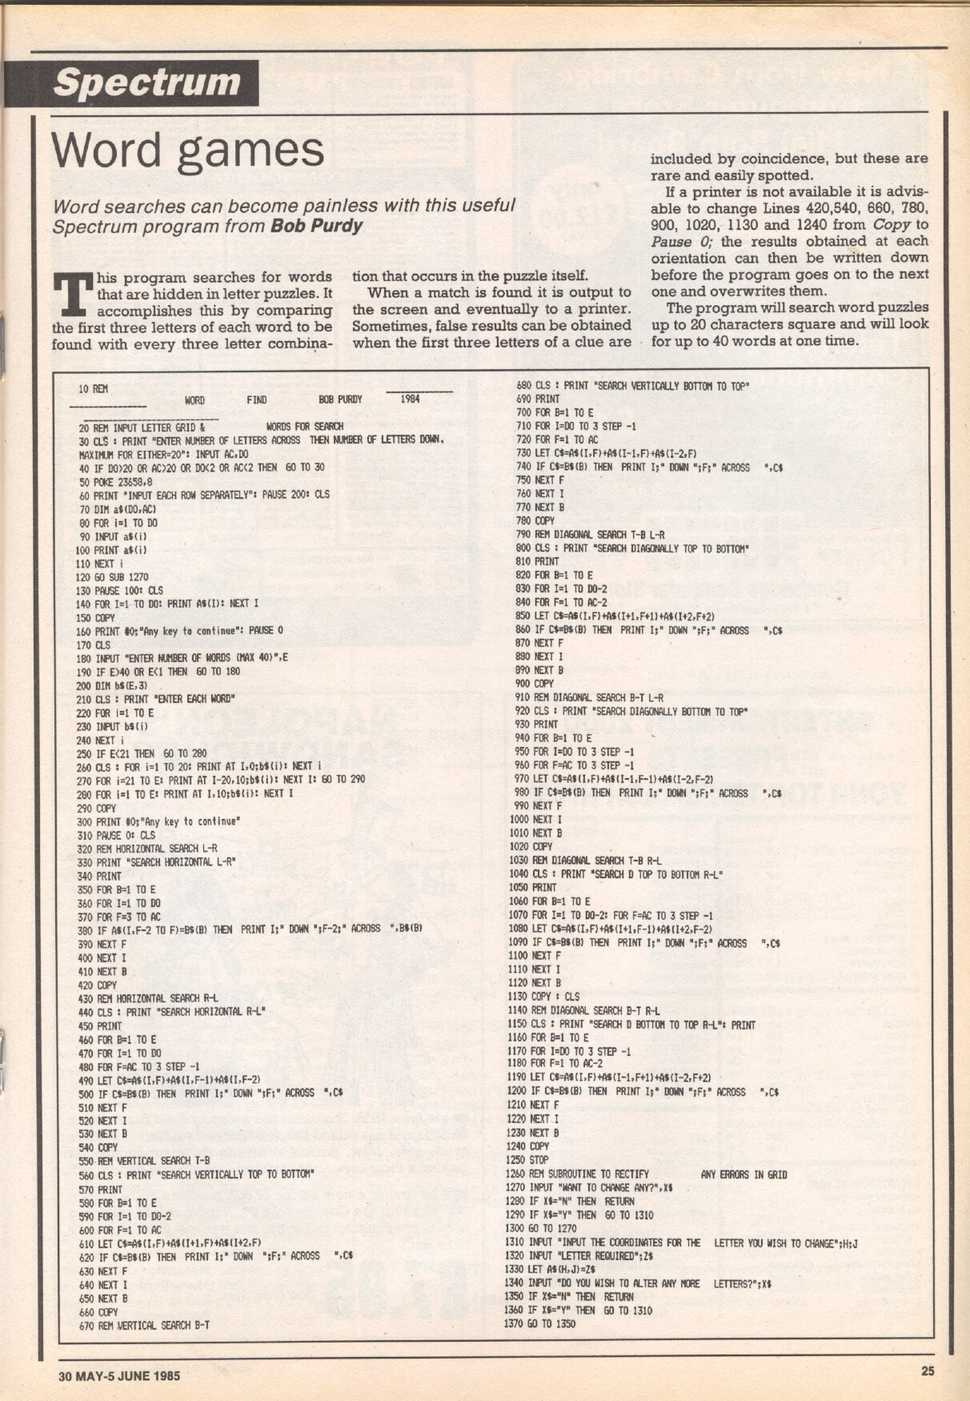 Spectrum
Word games
Word searches can become painless with this useful
Spectrum program from Bob Purdy
This program searches for words
that are hidden in letter puzzles. It
accomplishes this by comparing
the first three letters of each word to be
found with every three letter combina-
tion that occurs in the puzzle itself.
When a match is found it is output to
the screen and eventually to a printer.
Sometimes, false results can be obtained
when the first three letters of a clue are
included by coincidence, but these are
rare and easily spotted.
If a printer is not available it is advis-
able to change Lines 420,540, 660, 780,
900, 1020, 1130 and 1240 from Copy to
Pause 0; the results obtained at each
orientation can then be written down
before the program goes on to the next
one and overwrites them.
The program will search word puzzles
up to 20 characters square and will look
for up to 40 words at one time.
10 REM
WORD FIND BOB PURDY 1984
20 REM INPUT LETTER GRID & WORDS FOR SEARCH
30 CLS : PRINT "ENTER NUMBER OF LETTERS ACROSS THEN NUMBER OF LETTERS DOWN.
MAXIMUM FOR EITHER=20": INPUT AC,DO
40 IF DO>20 OR AC>20 OR DO<2 OR AC<2 THEN GO TO 30
50 POKE 23658,8
60 PRINT "INPUT EACH ROW SEPARATELY": PAUSE 200: CLS
70 DIM a$(DO,AC)
80 FOR i=1 TO DO
90 INPUT a$(i)
100 PRINT a$(i)
110 NEXT i
120 GO SUB 1270
130 PAUSE 100: CLS
140 FOR I=1 TO DO: PRINT A$(I): NEXT I
150 COPY
160 PRINT #0;"Any key to continue": PAUSE 0
170 CLS
180 INPUT "ENTER NUMBER OF WORDS (MAX 40)",E
190 IF E>40 OR E<1 THEN GO TO 180
200 DIM b$(E,3)
210 CLS : PRINT "ENTER EACH WORD"
220 FOR i=1 TO E
230 INPUT b$(i)
240 NEXT i
250 IF E<21 THEN GO TO 280
260 CLS : FOR i=1 TO 20: PRINT AT I,0;b$(i): NEXT i
270 FOR i=21 TO E: PRINT AT I-20,10;b$(i): NEXT I: GO TO 290
280 FOR i=1 TO E: PRINT AT I,10;b$(i): NEXT I
290 COPY
300 PRINT #0;"Any key to continue"
310 PAUSE 0: CLS
320 REM HORIZONTAL SEARCH L-R
330 PRINT "SEARCH HORIZONTAL L-R"
340 PRINT
350 FOR B=1 TO E
360 FOR I=1 TO DO
370 FOR F=3 TO AC
380 IF A$(I,F-2 TO F)=B$(B) THEN PRINT I;" DOWN ";F-2;" ACROSS ",B$(B)
390 NEXT F
400 NEXT I
410 NEXT B
420 COPY
430 REM HORIZONTAL SEARCH R-L
440 CLS : PRINT "SEARCH HORIZONTAL R-L"
450 PRINT
460 FOR B=1 TO E
470 FOR I=1 TO DO
480 FOR F=AC TO 3 STEP -1
490 LET C$=A$(I,F)+A$(I,F-1)+A$(I,F-2)
500 IF C$=B$(B) THEN PRINT I;" DOWN ";F;" ACROSS ",C$
510 NEXT F
520 NEXT I
530 NEXT B
540 COPY
550 REM VERTICAL SEARCH T-B
560 CLS : PRINT "SEARCH VERTICALLY TOP TO BOTTOM"
570 PRINT
580 FOR B=1 TO E
590 FOR I=1 TO DO-2
600 FOR F=1 TO AC
610 LET C$=A$(I,F)+A$(I+1,F)+A$(I+2,F)
620 IF C$=B$(B) THEN PRINT I;" DOWN ";F;" ACROSS ",C$
630 NEXT F
640 NEXT I
650 NEXT B
660 COPY
670 REM VERTICAL SEARCH B-T
680 CLS : PRINT "SEARCH VERTICALLY BOTTOM TO TOP"
690 PRINT
700 FOR B=1 TO E
710 FOR I=DO TO 3 STEP -1
720 FOR F=1 TO AC
730 LET C$=A$(I,F)+A$(I-1,F)+A$(I-2,F)
740 IF C$=B$(B) THEN PRINT I;" DOWN ";F;" ACROSS ",C$
750 NEXT F
760 NEXT I
770 NEXT B
780 COPY
790 REM DIAGONAL SEARCH T-B L-R
800 CLS : PRINT "SEARCH DIAGONALLY TOP TO BOTTOM"
810 PRINT
820 FOR B=1 TO E
830 FOR I=1 TO DO-2
840 FOR F=1 TO AC-2
850 LET C$=A$(I,F)+A$(I+1,F+1)+A$(I+2,F+2)
860 IF C$=B$(B) THEN PRINT I;" DOWN ";F;" ACROSS ",C$
870 NEXT F
880 NEXT I
890 NEXT B
900 COPY
910 REM DIAGONAL SEARCH B-T L-R
920 CLS : PRINT "SEARCH DIAGONALLY BOTTOM TO TOP"
930 PRINT
940 FOR B=1 TO E
950 FOR I=DO TO 3 STEP -1
960 FOR F=AC TO 3 STEP -1
970 LET C$=A$(I,F)+A$(I-1,F-1)+A$(I-2,F-2)
980 IF C$=B$(B) THEN PRINT I;" DOWN ";F;" ACROSS ",C$
990 NEXT F
1000 NEXT I
1010 NEXT B
1020 COPY
1030 REM DIAGONAL SEARCH T-B R-L
1040 CLS : PRINT "SEARCH D TOP TO BOTTOM R-L"
1050 PRINT
1060 FOR B=1 TO E
1070 FOR I=1 TO DO-2: FOR F=AC TO 3 STEP -1
1080 LET C$=A$(I,F)+A$(I+1,F-1)+A$(I+2,F-2)
1090 IF C$=B$(B) THEN PRINT I;" DOWN ";F;" ACROSS ",C$
1100 NEXT F
1110 NEXT I
1120 NEXT B
1130 COPY : CLS
1140 REM DIAGONAL SEARCH B-T R-L
1150 CLS : PRINT "SEARCH D BOTTOM TO TOP R-L": PRINT
1160 FOR B=1 TO E
1170 FOR I=DO TO 3 STEP -1
1180 FOR F=1 TO AC-2
1190 LET C$=A$(I,F)+A$(I-1,F+1)+A$(I-2,F+2)
1200 IF C$=B$(B) THEN PRINT I;" DOWN ";F;" ACROSS ",C$
1210 NEXT F
1220 NEXT I
1230 NEXT B
1240 COPY
1250 STOP
1260 REM SUBROUTINE TO RECTIFY ANY ERRORS IN GRID
1270 INPUT "WANT TO CHANGE ANY?",X$
1280 IF X$="N" THEN RETURN
1290 IF X$="Y" THEN GO TO 1310
1300 GO TO 1270
1310 INPUT "INPUT THE COORDINATES FOR THE LETTER YOU WISH TO CHANGE";H;J
1320 INPUT "LETTER REQUIRED";Z$
1330 LET A$(H,J)=Z$
1340 INPUT "DO YOU WISH TO ALTER ANY MORE LETTERS?";X$
1350 IF X$="N" THEN RETURN
1360 IF X$="Y" THEN GO TO 1310
1370 GO TO 1350
30 MAY-5 JUNE 1985
25